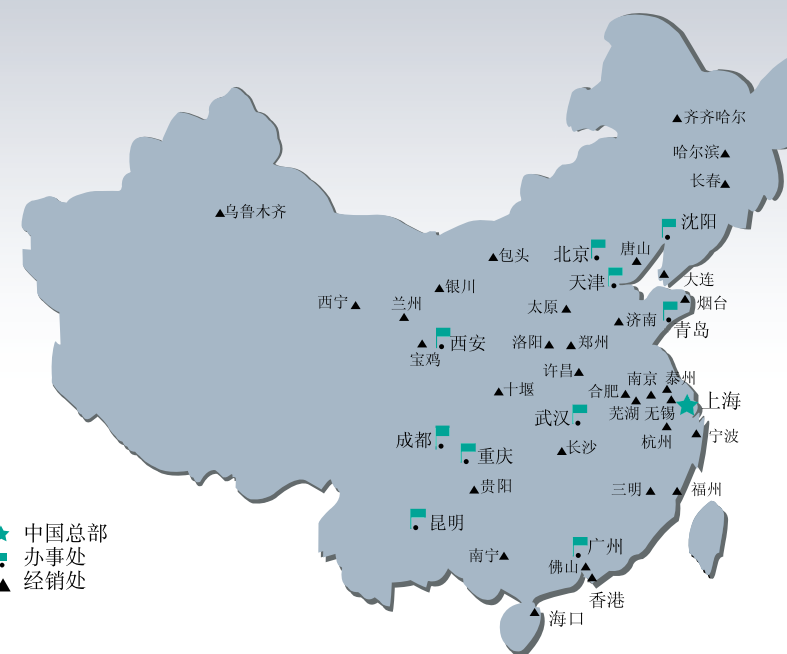 齐齐哈尔
哈尔滨
长春
乌鲁木齐
沈阳
北京
唐山
包头
天津
大连
银川
西宁
兰州
太原
烟台
济南
青岛
西安
宝鸡
洛阳
郑州
许昌
南京
泰州
十堰
合肥
上海
芜湖
无锡
武汉
成都
杭州
宁波
长沙
重庆
贵阳
三明
福州
昆明
中国总部
广州
南宁
办事处
佛山
经销处
香港
海口